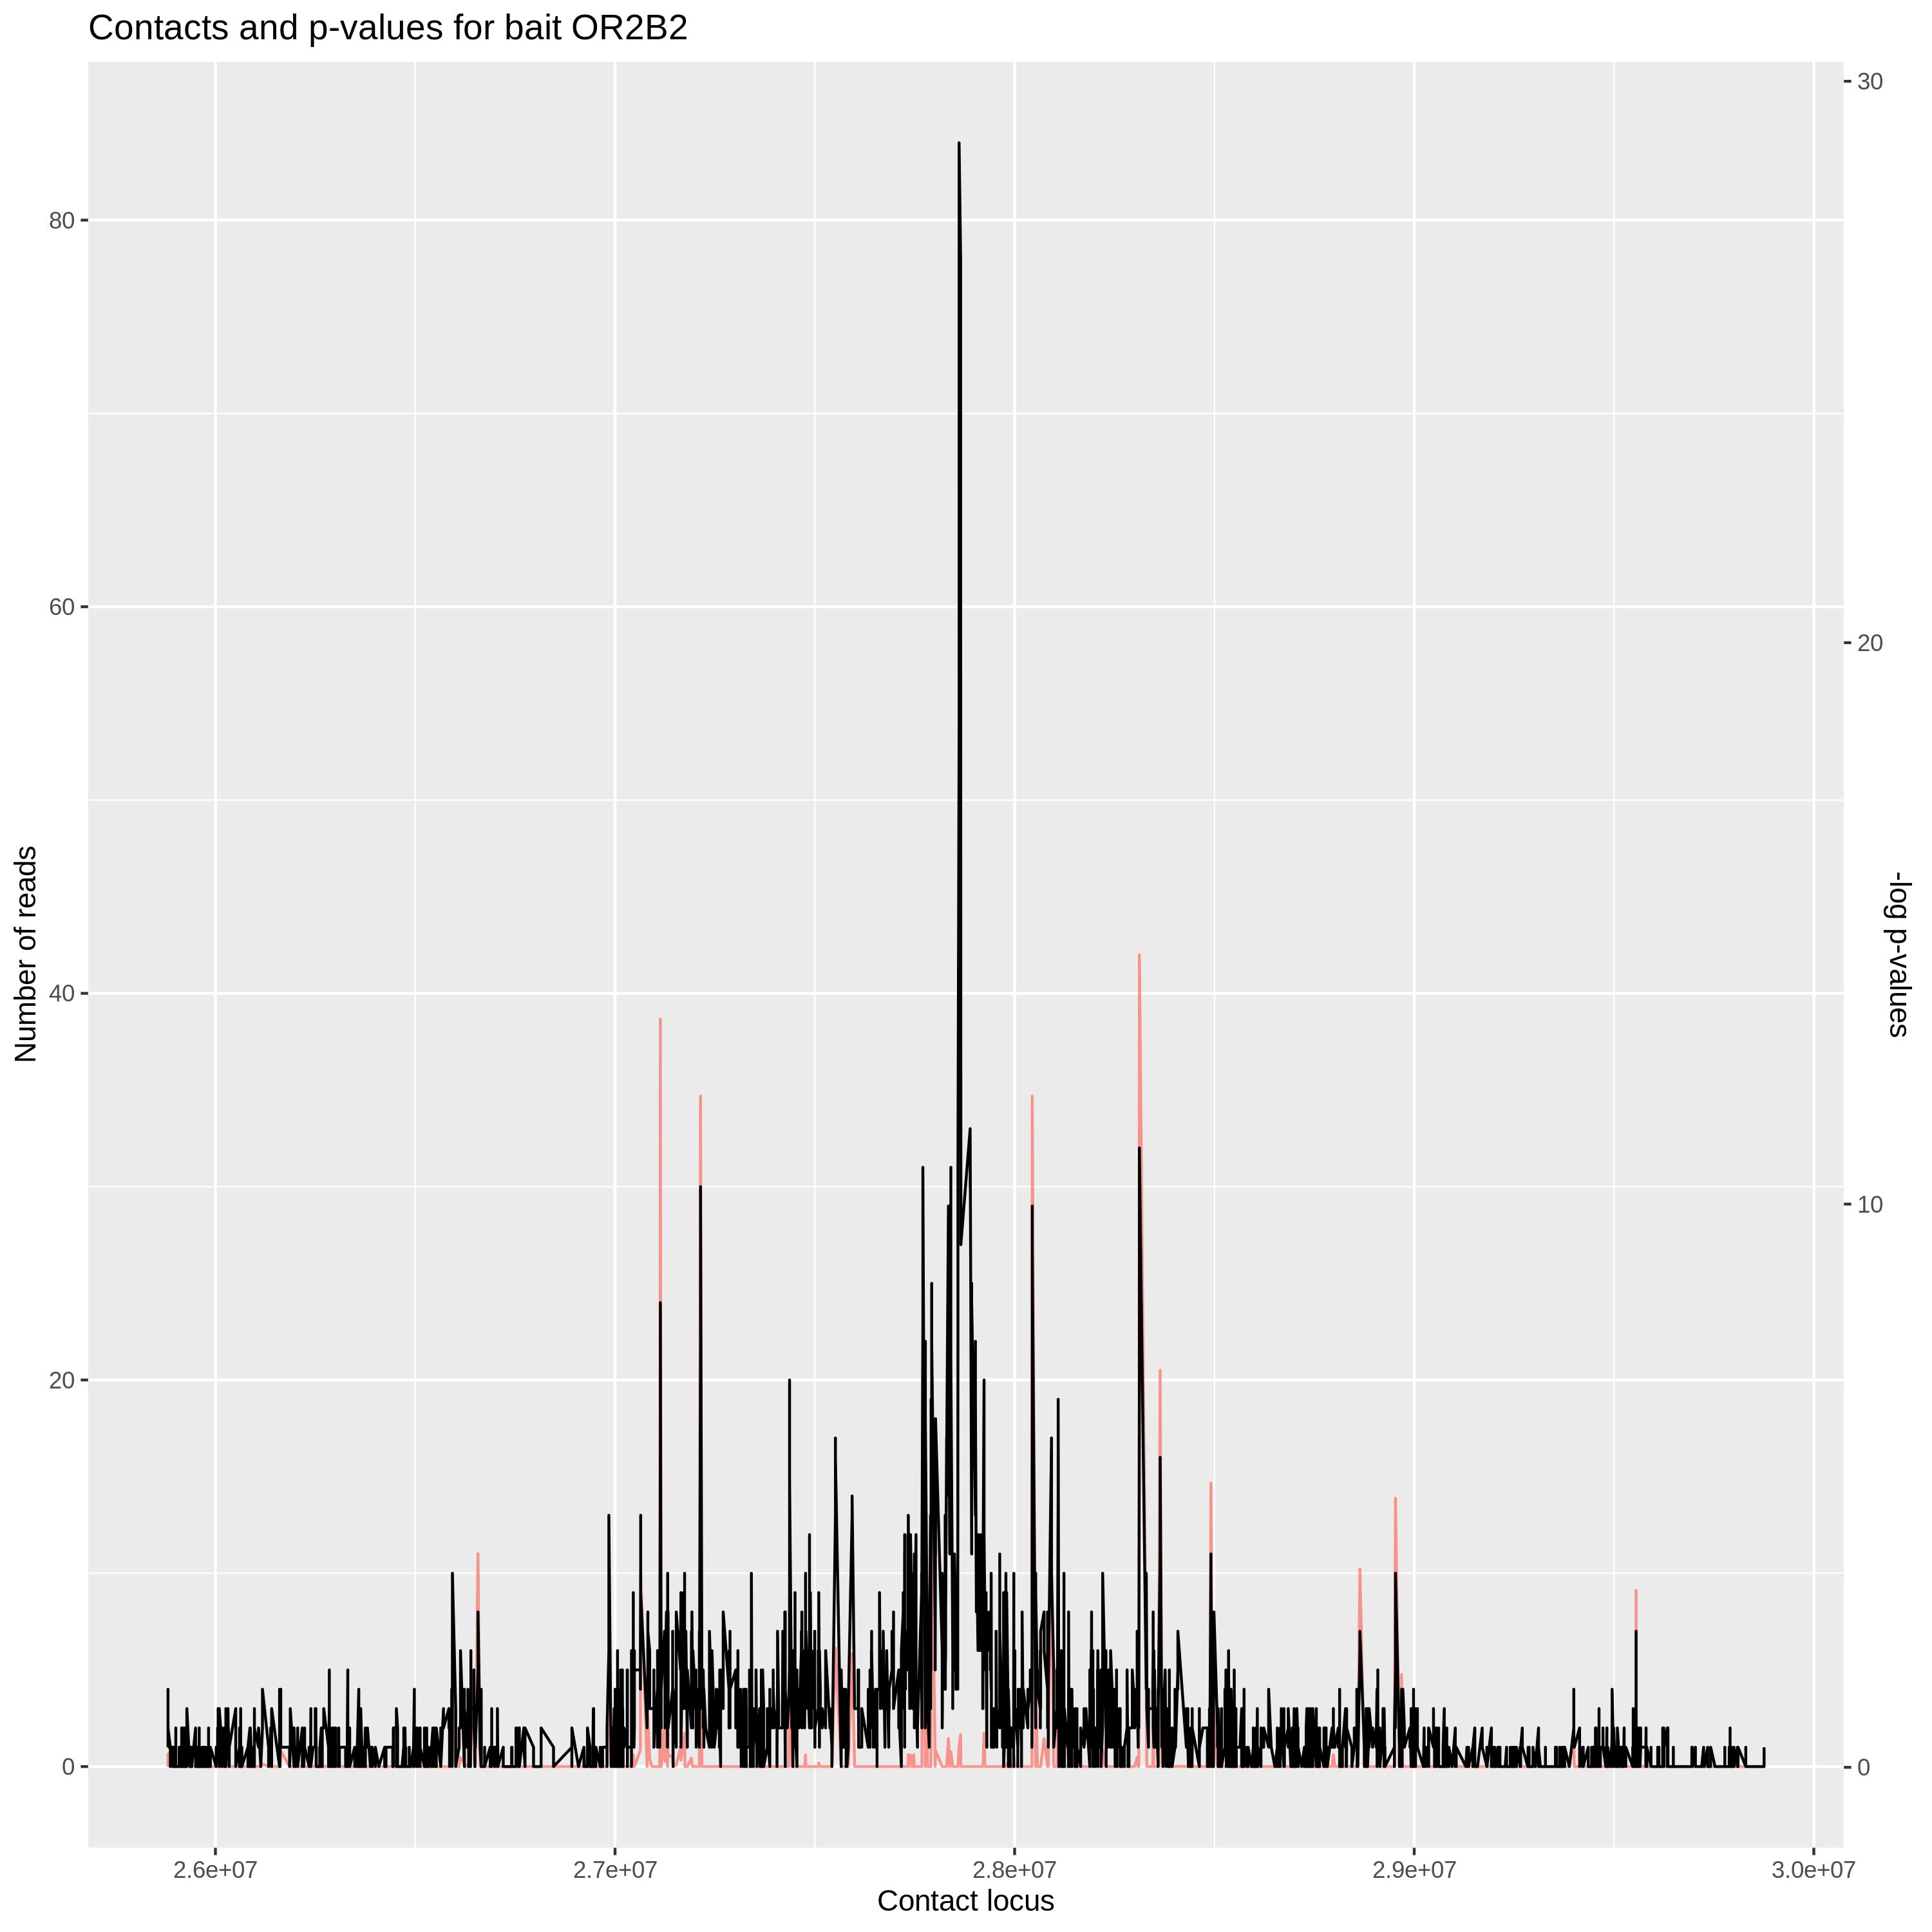 Contacts and p-values for bait OR2B2
30
80
60
20
Number of reads
-log p-values
40
10
20
0
0
2.6e+07
2.7e+07
2.8e+07
2.9e+07
3.0e+07
Contact locus